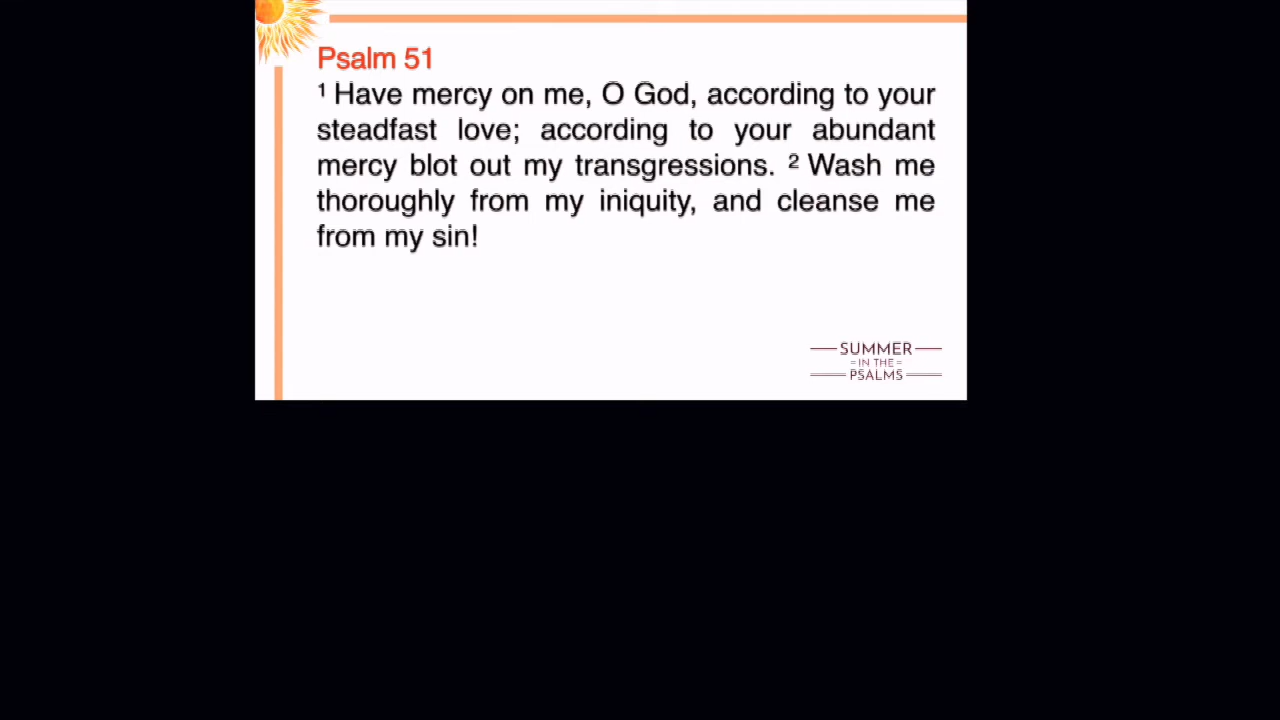 Psalm 51
1 Have mercy on me, O God, according to your
steadfast love; according to your abundant
mercy blot out my transgressions. 2 Wash me
thoroughly from my iniquity, and cleanse me
from my sin!
SUMMER
IN THE
PSALMS